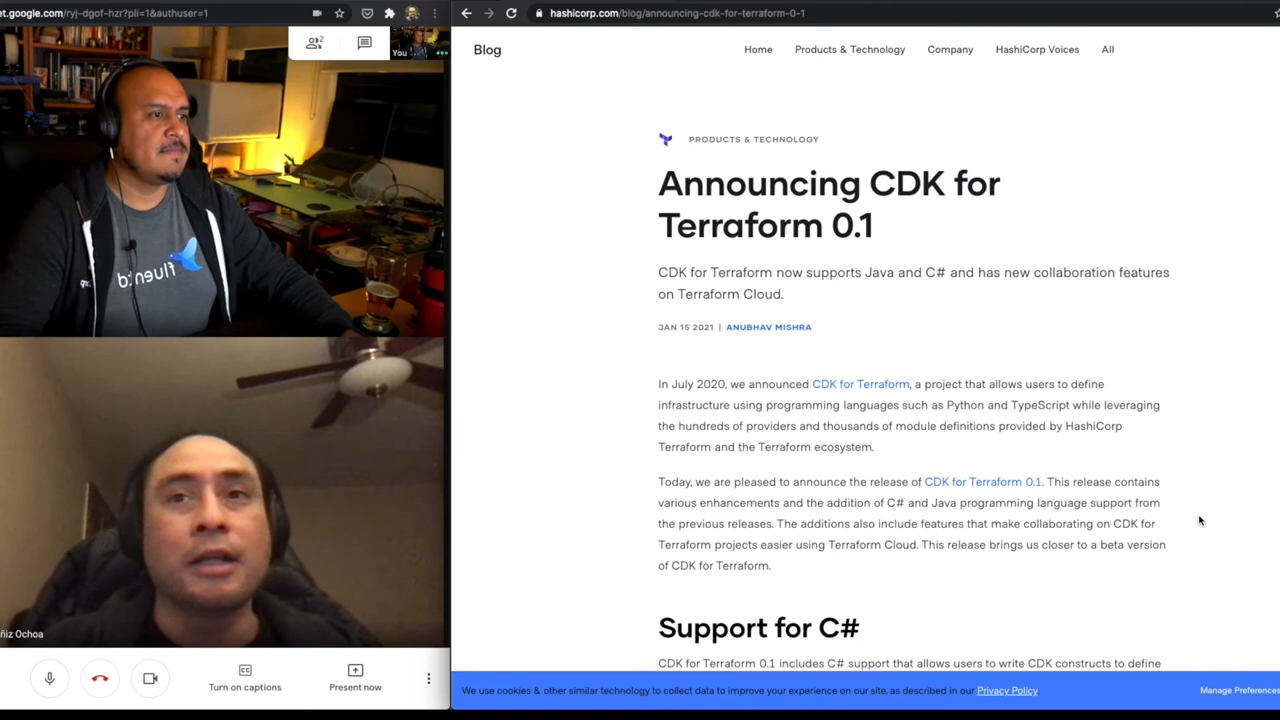 et.google.com/ryj-dgof-hzr?pli=1&authuser=1
2
You
fluentd
ñiz Ochoa
Turn on captions
Present now
hashicorp.com/blog/announcing-cdk-for-terraform-0-1
Blog
Home Products & Technology Company HashiCorp Voices All
PRODUCTS & TECHNOLOGY
Announcing CDK for
Terraform 0.1
CDK for Terraform now supports Java and C# and has new collaboration features
on Terraform Cloud.
JAN 15 2021 | ANUBHAV MISHRA
In July 2020, we announced CDK for Terraform, a project that allows users to define
infrastructure using programming languages such as Python and TypeScript while leveraging
the hundreds of providers and thousands of module definitions provided by HashiCorp
Terraform and the Terraform ecosystem.
Today, we are pleased to announce the release of CDK for Terraform 0.1. This release contains
various enhancements and the addition of C# and Java programming language support from
the previous releases. The additions also include features that make collaborating on CDK for
Terraform projects easier using Terraform Cloud. This release brings us closer to a beta version
of CDK for Terraform.
Support for C#
CDK for Terraform 0.1 includes C# support that allows users to write CDK constructs to define
We use cookies & other similar technology to collect data to improve your experience on our site, as described in our Privacy Policy.
Manage Preferences